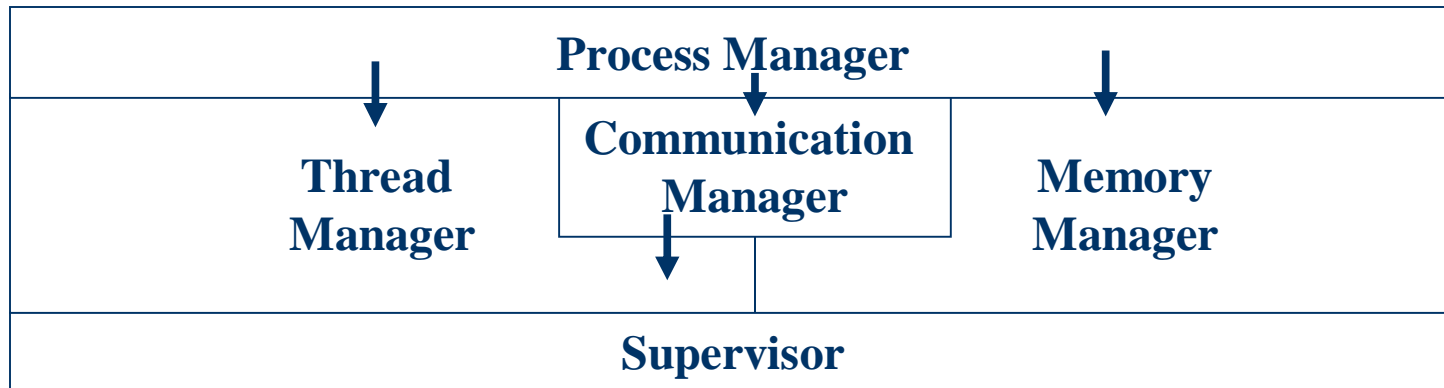 Process Manager
Communication
Manager
Thread
Manager
Memory
Manager
Supervisor